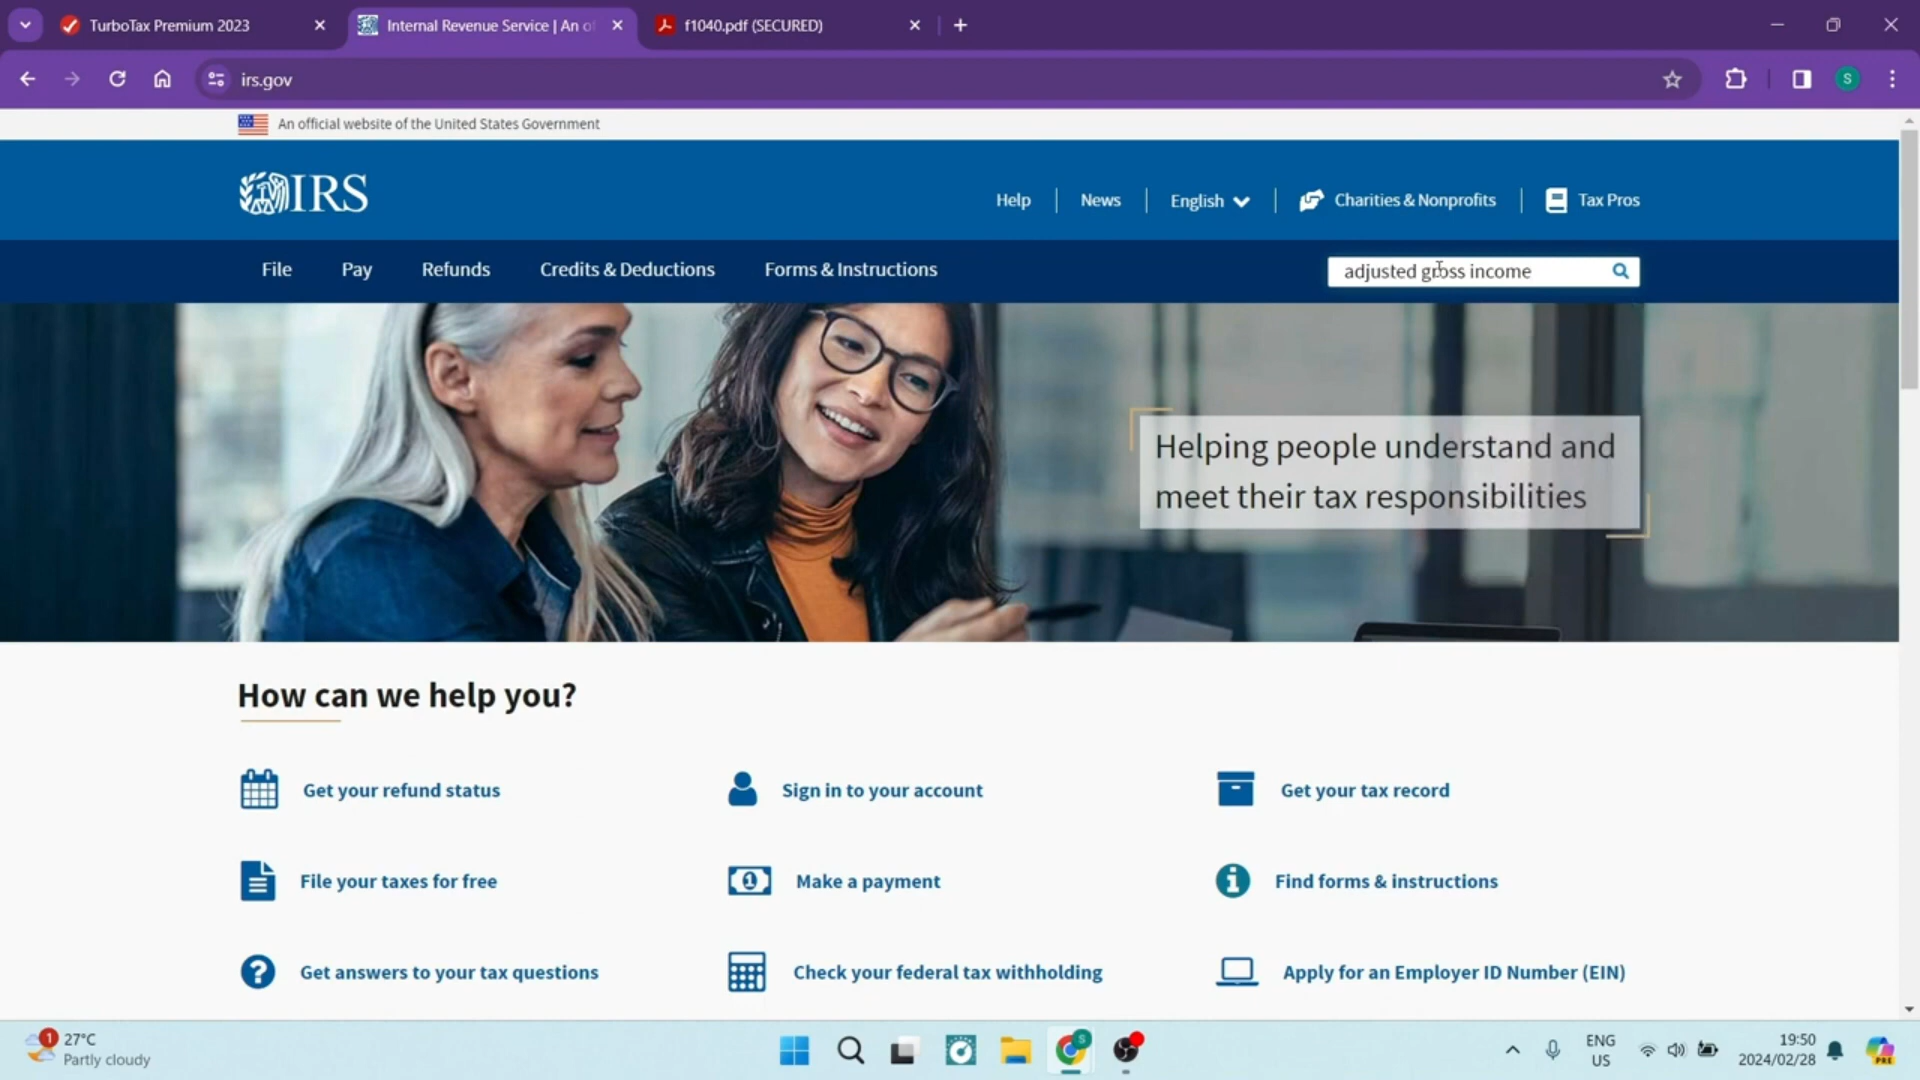 TurboTax Premium 2023
Internal Revenue Service | An o
f1040.pdf (SECURED)
irs.gov
S
An official website of the United States Government
IRS
Help
News
English
Charities & Nonprofits
Tax Pros
File
Pay
Refunds
Credits & Deductions
Forms & Instructions
adjusted gross income
Helping people understand and
meet their tax responsibilities
How can we help you?
Get your refund status
Sign in to your account
Get your tax record
File your taxes for free
Make a payment
Find forms & instructions
Get answers to your tax questions
Check your federal tax withholding
Apply for an Employer ID Number (EIN)
1
27°C
Partly cloudy
S
ENG
US
19:50
2024/02/28
PRE